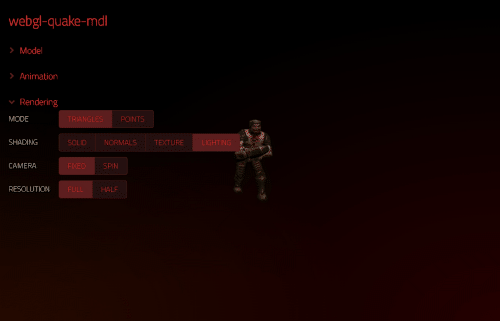 webgl-quake-mdl
Model
Animation
Rendering
MODE TRIANGLES POINTS
SHADING SOLID NORMALS TEXTURE LIGHTING
CAMERA FIXED SPIN
RESOLUTION FULL HALF